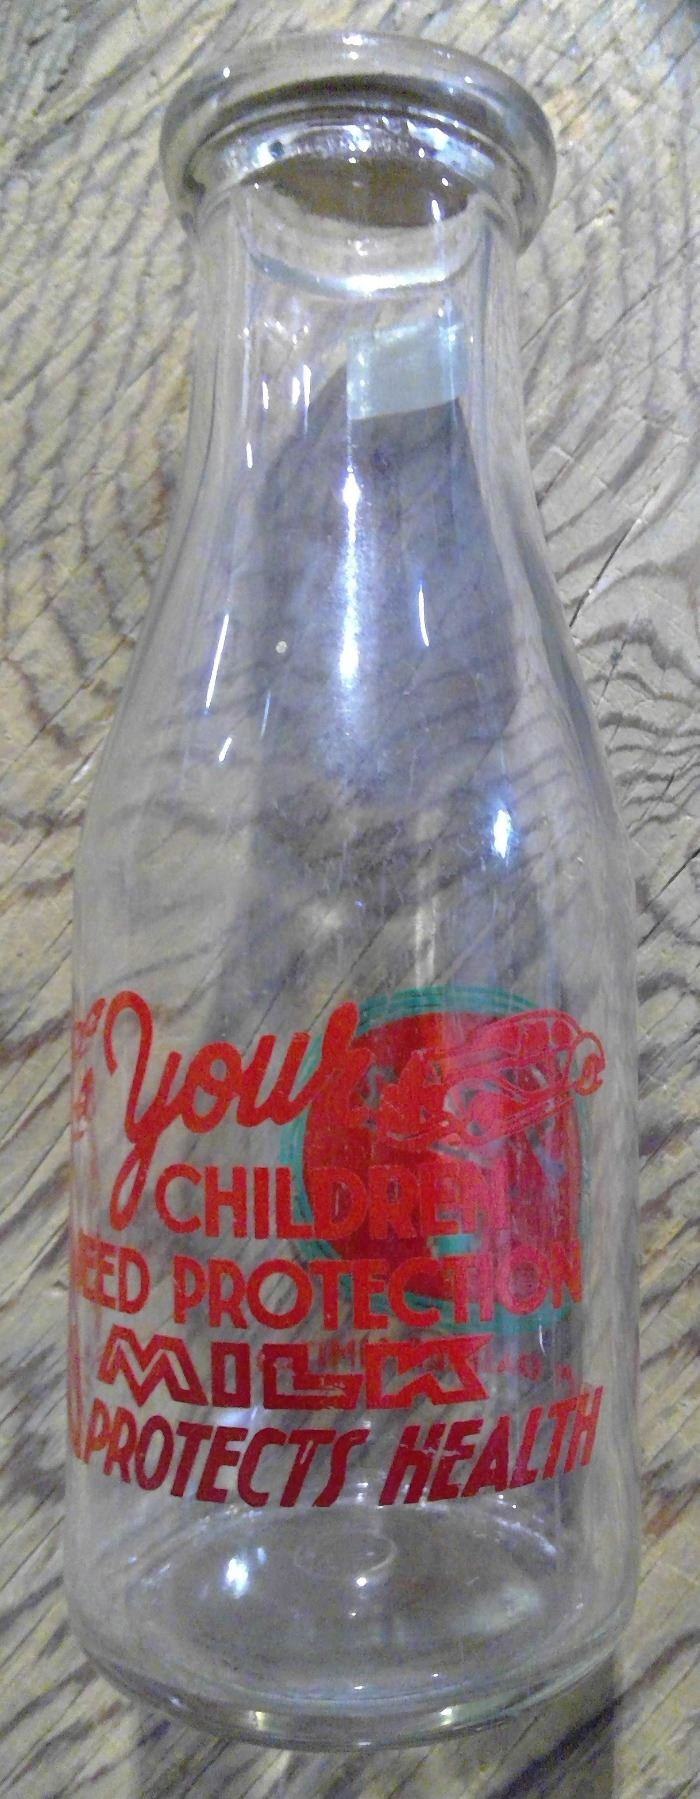 Your
CHILDREN
NEED PROTECTION
MILK
PROTECTS HEALTH